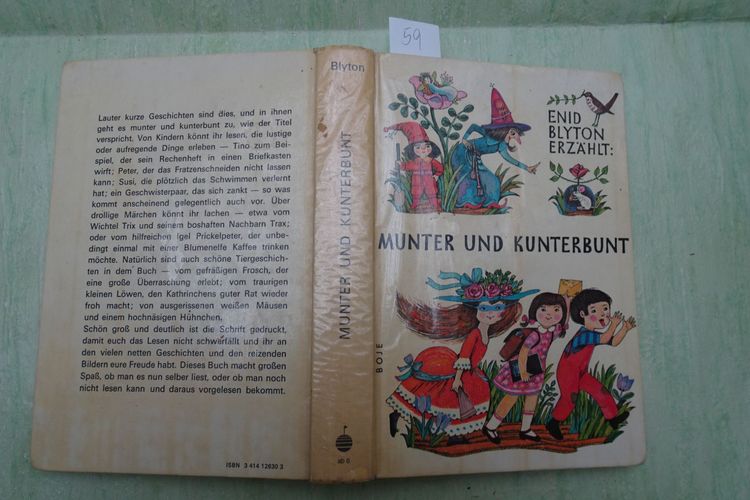 59
Lauter kurze Geschichten sind dies, und in ihnen
geht es munter und kunterbunt zu, wie der Titel
verspricht. Von Kindern könnt ihr lesen, die lustige
oder aufregende Dinge erleben — Tino zum Bei-
spiel, der sein Rechenheft in einen Briefkasten
wirft; Peter, der das Fratzenschneiden nicht lassen
kann; Susi, die plötzlich das Schwimmen verlernt
hat; ein Geschwisterpaar, das sich zankt — so was
kommt anscheinend gelegentlich auch vor. Über
drollige Märchen könnt ihr lachen — etwa vom
Wichtel Trix und seinem boshaften Nachbarn Trax;
oder vom hilfreichen Igel Prickelpeter, der unbe-
dingt einmal mit einer Blumenelfe Kaffee trinken
möchte. Natürlich sind auch schöne Tiergeschich-
ten in dem Buch — vom gefräßigen Frosch, der
eine große Überraschung erlebt; vom traurigen
kleinen Löwen, den Kathrinchens guter Rat wieder
froh macht; von ausgerissenen weißen Mäusen
und einem hochnäsigen Hühnchen.
Schön groß und deutlich ist die Schrift gedruckt,
damit euch das Lesen nicht schwerfällt und ihr an
den vielen netten Geschichten und den reizenden
Bildern eure Freude habt. Dieses Buch macht großen
Spaß, ob man es nun selber liest, oder ob man noch
nicht lesen kann und daraus vorgelesen bekommt.
ISBN 3 414 12630 3
Blyton
MUNTER UND KUNTERBUNT
ab 6
ENID
BLYTON
ERZÄHLT:
MUNTER UND KUNTERBUNT
BOJE